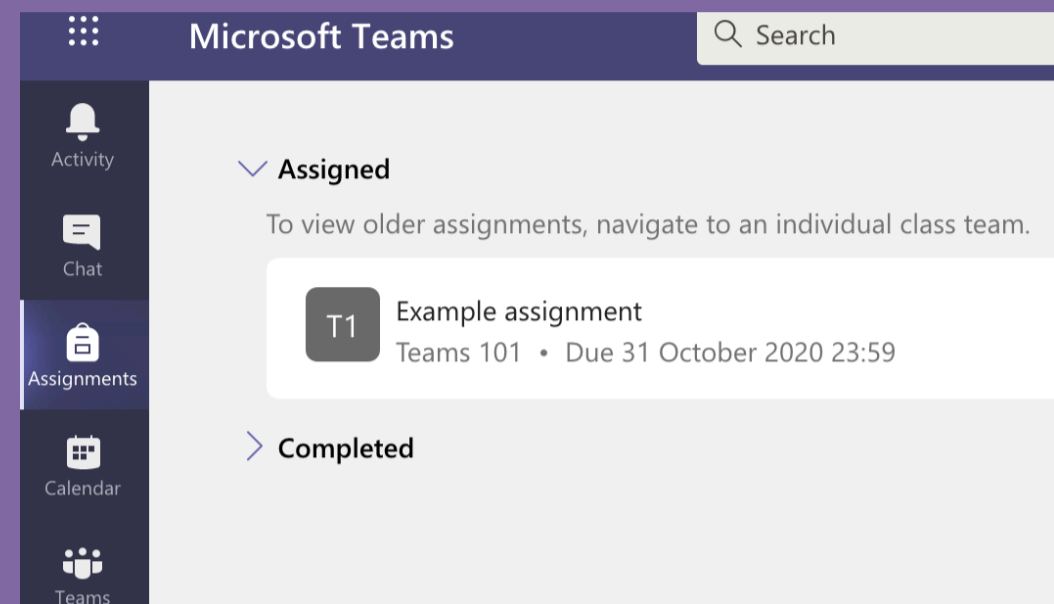 Microsoft Teams
Search
Activity
Chat
Assignments
Calendar
Teams
Assigned
To view older assignments, navigate to an individual class team.
T1
Example assignment
Teams 101 • Due 31 October 2020 23:59
Completed